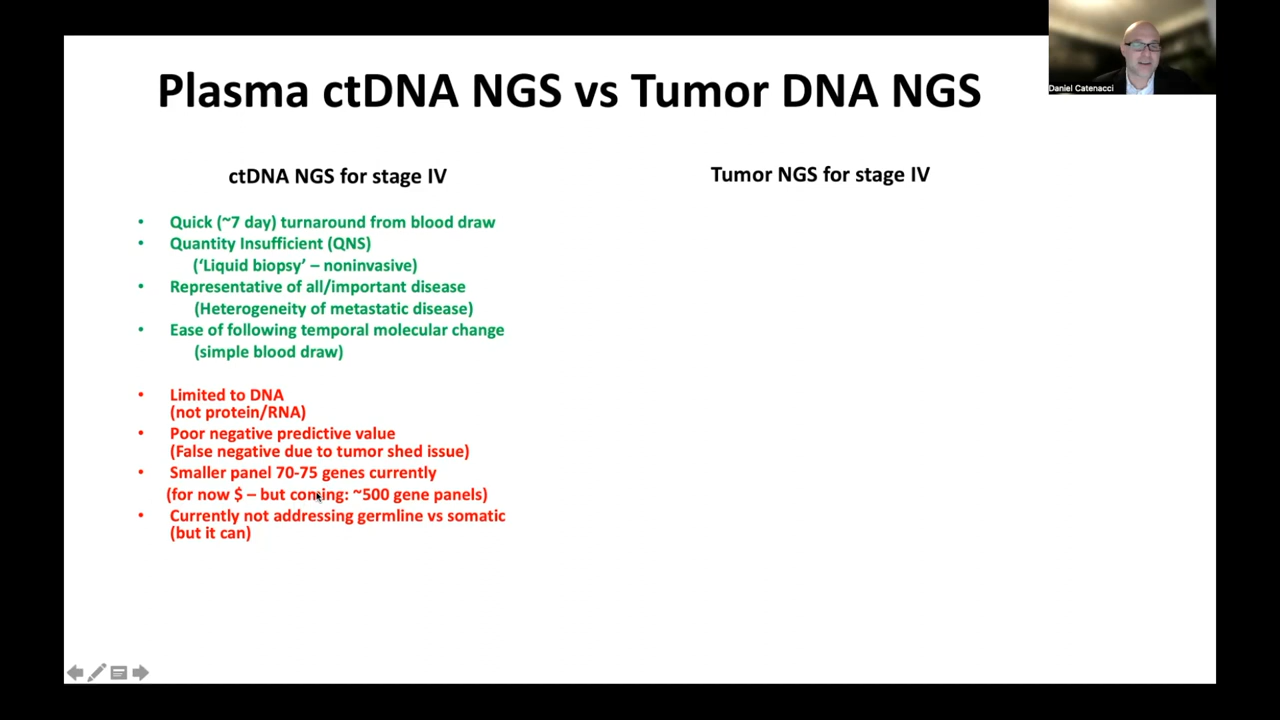 Daniel Catenacci
Plasma ctDNA NGS vs Tumor DNA NGS
ctDNA NGS for stage IV
• Quick (~7 day) turnaround from blood draw
• Quantity Insufficient (QNS)
(‘Liquid biopsy’ – noninvasive)
• Representative of all/important disease
(Heterogeneity of metastatic disease)
• Ease of following temporal molecular change
(simple blood draw)
• Limited to DNA
(not protein/RNA)
• Poor negative predictive value
(False negative due to tumor shed issue)
• Smaller panel 70-75 genes currently
(for now $ – but coming: ~500 gene panels)
• Currently not addressing germline vs somatic
(but it can)
Tumor NGS for stage IV